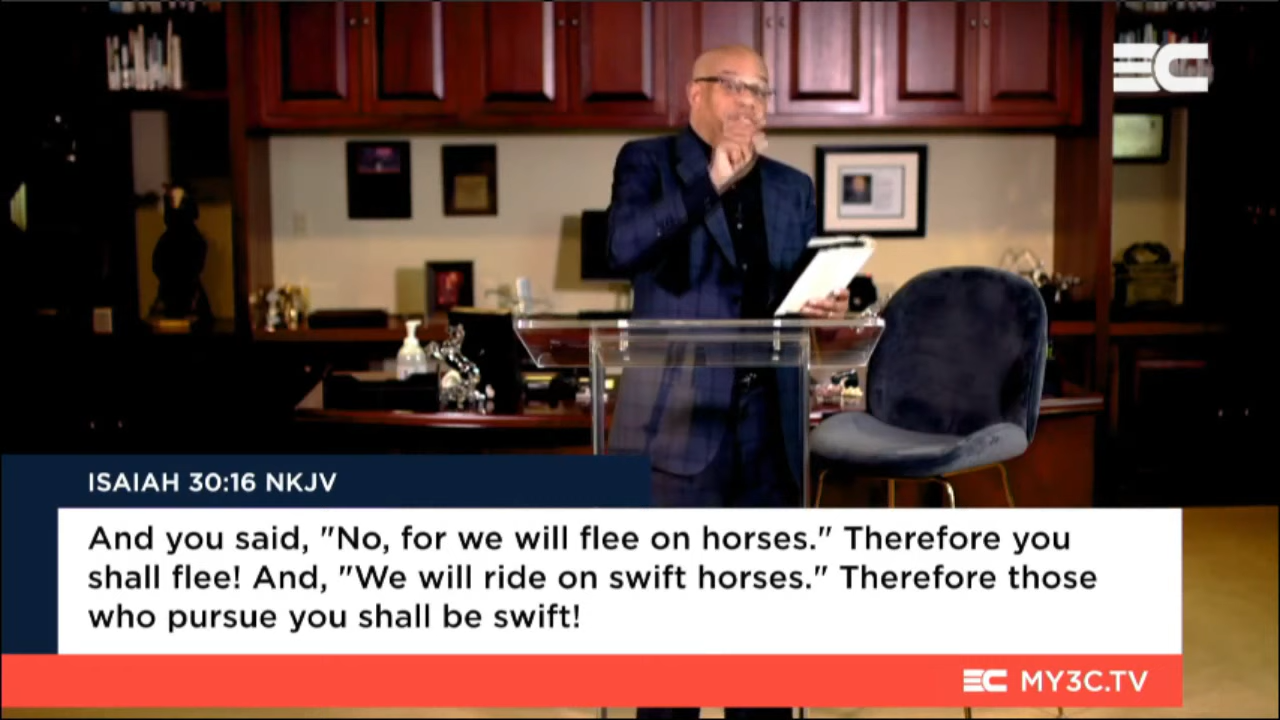 3C
ISAIAH 30:16 NKJV
And you said, "No, for we will flee on horses." Therefore you
shall flee! And, "We will ride on swift horses." Therefore those
who pursue you shall be swift!
3C MY3C.TV